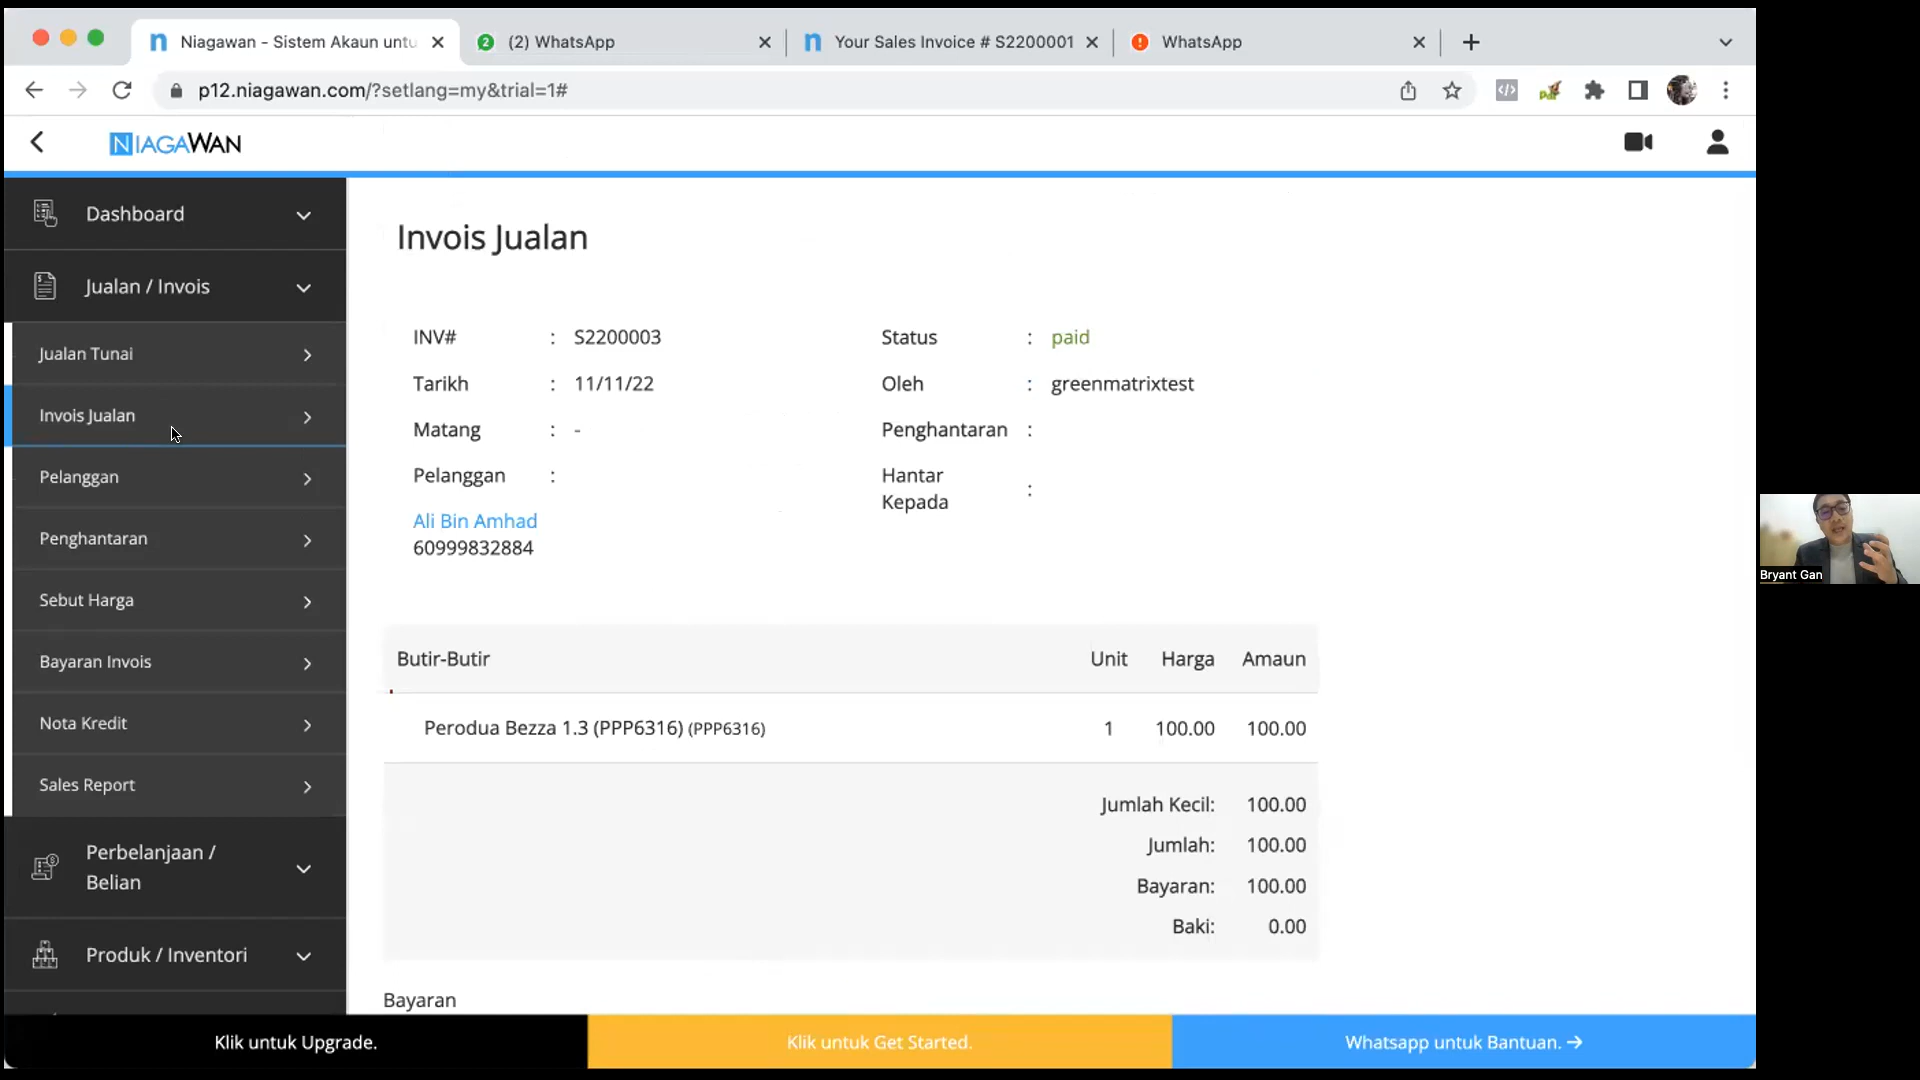 Niagawan - Sistem Akaun untu
2 (2) WhatsApp
Your Sales Invoice # S2200001
WhatsApp
p12.niagawan.com/?setlang=my&trial=1#
NIAGAWAN
Dashboard
Jualan / Invois
Jualan Tunai
Invois Jualan
Pelanggan
Penghantaran
Sebut Harga
Bayaran Invois
Nota Kredit
Sales Report
Perbelanjaan /
Belian
Produk / Inventori
Invois Jualan
INV# : S2200003 Status : paid
Tarikh : 11/11/22 Oleh : greenmatrixtest
Matang : - Penghantaran :
Pelanggan : Hantar
Kepada :
Ali Bin Amhad
60999832884
Butir-Butir Unit Harga Amaun
Perodua Bezza 1.3 (PPP6316) (PPP6316) 1 100.00 100.00
Jumlah Kecil: 100.00
Jumlah: 100.00
Bayaran: 100.00
Baki: 0.00
Bayaran
Klik untuk Upgrade. Klik untuk Get Started. Whatsapp untuk Bantuan. →
Bryant Gan